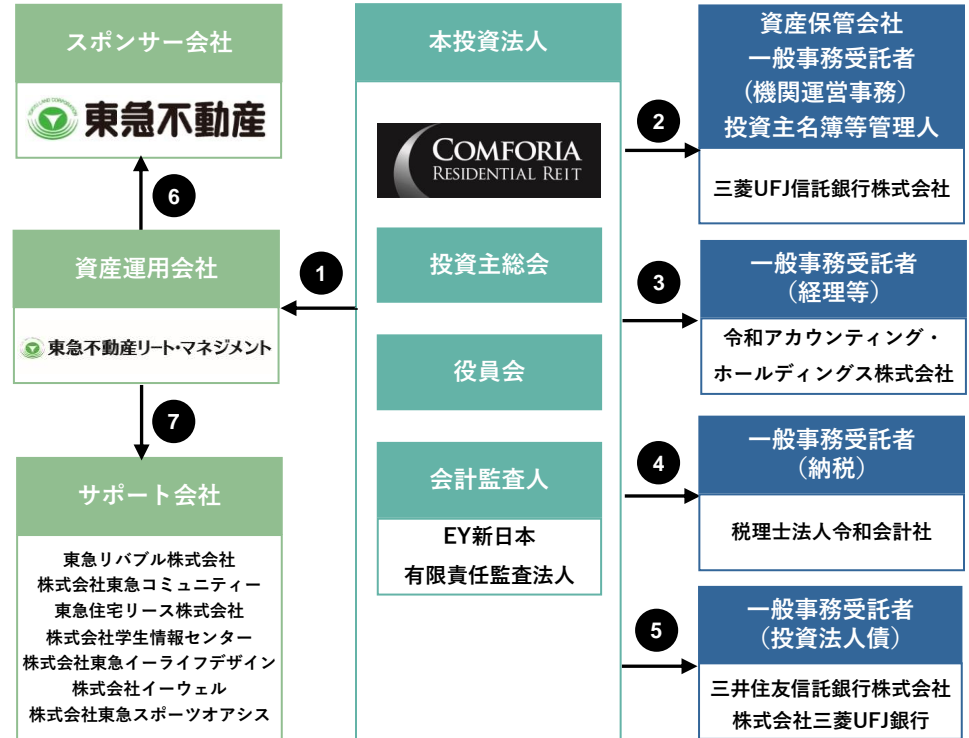 スポンサー会社
東急不動産
6
資産運用会社
東急不動産リート・マネジメント
7
サポート会社
東急リバブル株式会社
株式会社東急コミュニティー
東急住宅リース株式会社
株式会社学生情報センター
株式会社東急イーライフデザイン
株式会社イーウェル
株式会社東急スポーツオアシス
1
本投資法人
COMFORIA
RESIDENTIAL REIT
投資主総会
役員会
会計監査人
EY新日本
有限責任監査法人
2
資産保管会社
一般事務受託者
(機関運営事務)
投資主名簿等管理人
三菱UFJ信託銀行株式会社
3
一般事務受託者
(経理等)
令和アカウンティング・
ホールディングス株式会社
4
一般事務受託者
(納税)
税理士法人令和会計社
5
一般事務受託者
(投資法人債)
三井住友信託銀行株式会社
株式会社三菱UFJ銀行